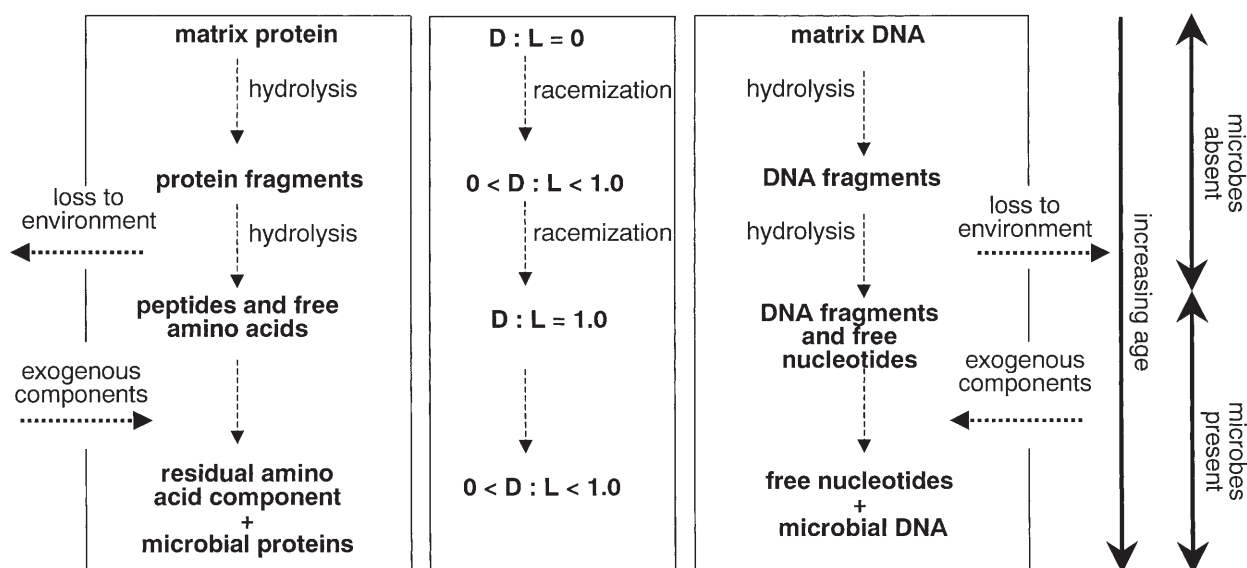 matrix protein
hydrolysis
protein fragments
loss to
environment
hydrolysis
peptides and free
amino acids
exogenous
components
residual amino
acid component
+
microbial proteins
D : L = 0
racemization
0 < D : L < 1.0
racemization
D : L = 1.0
0 < D : L < 1.0
matrix DNA
hydrolysis
DNA fragments
loss to
environment
hydrolysis
DNA fragments
and free
nucleotides
exogenous
components
free nucleotides
+
microbial DNA
increasing age
microbes
absent
microbes
present